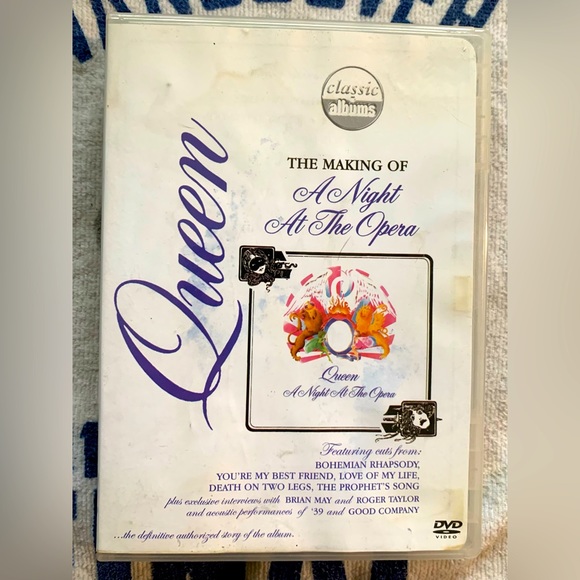 VANCOUVER
classic
albums
Queen
THE MAKING OF
A Night
At The Opera
Queen
A Night At The Opera
Featuring cuts from:
BOHEMIAN RHAPSODY,
YOU'RE MY BEST FRIEND, LOVE OF MY LIFE,
DEATH ON TWO LEGS, THE PROPHET'S SONG
plus exclusive interviews with BRIAN MAY and ROGER TAYLOR
and acoustic performances of '39 and GOOD COMPANY
...the definitive authorized story of the album.
DVD
VIDEO